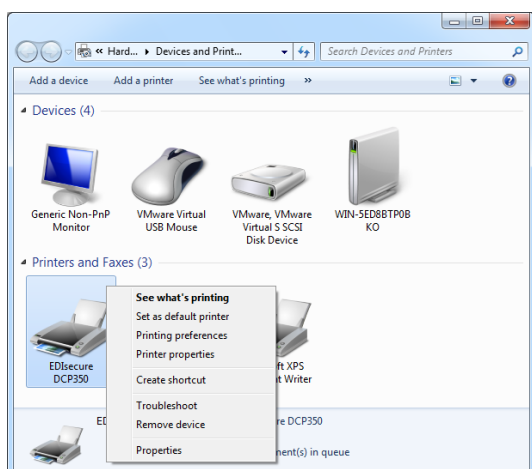 « Hard... ▸ Devices and Print...
Search Devices and Printers
Add a device Add a printer See what's printing »
Devices (4)
Generic Non-PnP
Monitor
VMware Virtual
USB Mouse
VMware, VMware
Virtual S SCSI
Disk Device
WIN-5ED8BTP0B
KO
Printers and Faxes (3)
EDIsecure
DCP350
See what's printing
Set as default printer
Printing preferences
Printer properties
Create shortcut
Troubleshoot
Remove device
Properties
ft XPS
t Writer
ED
re DCP350
ment(s) in queue